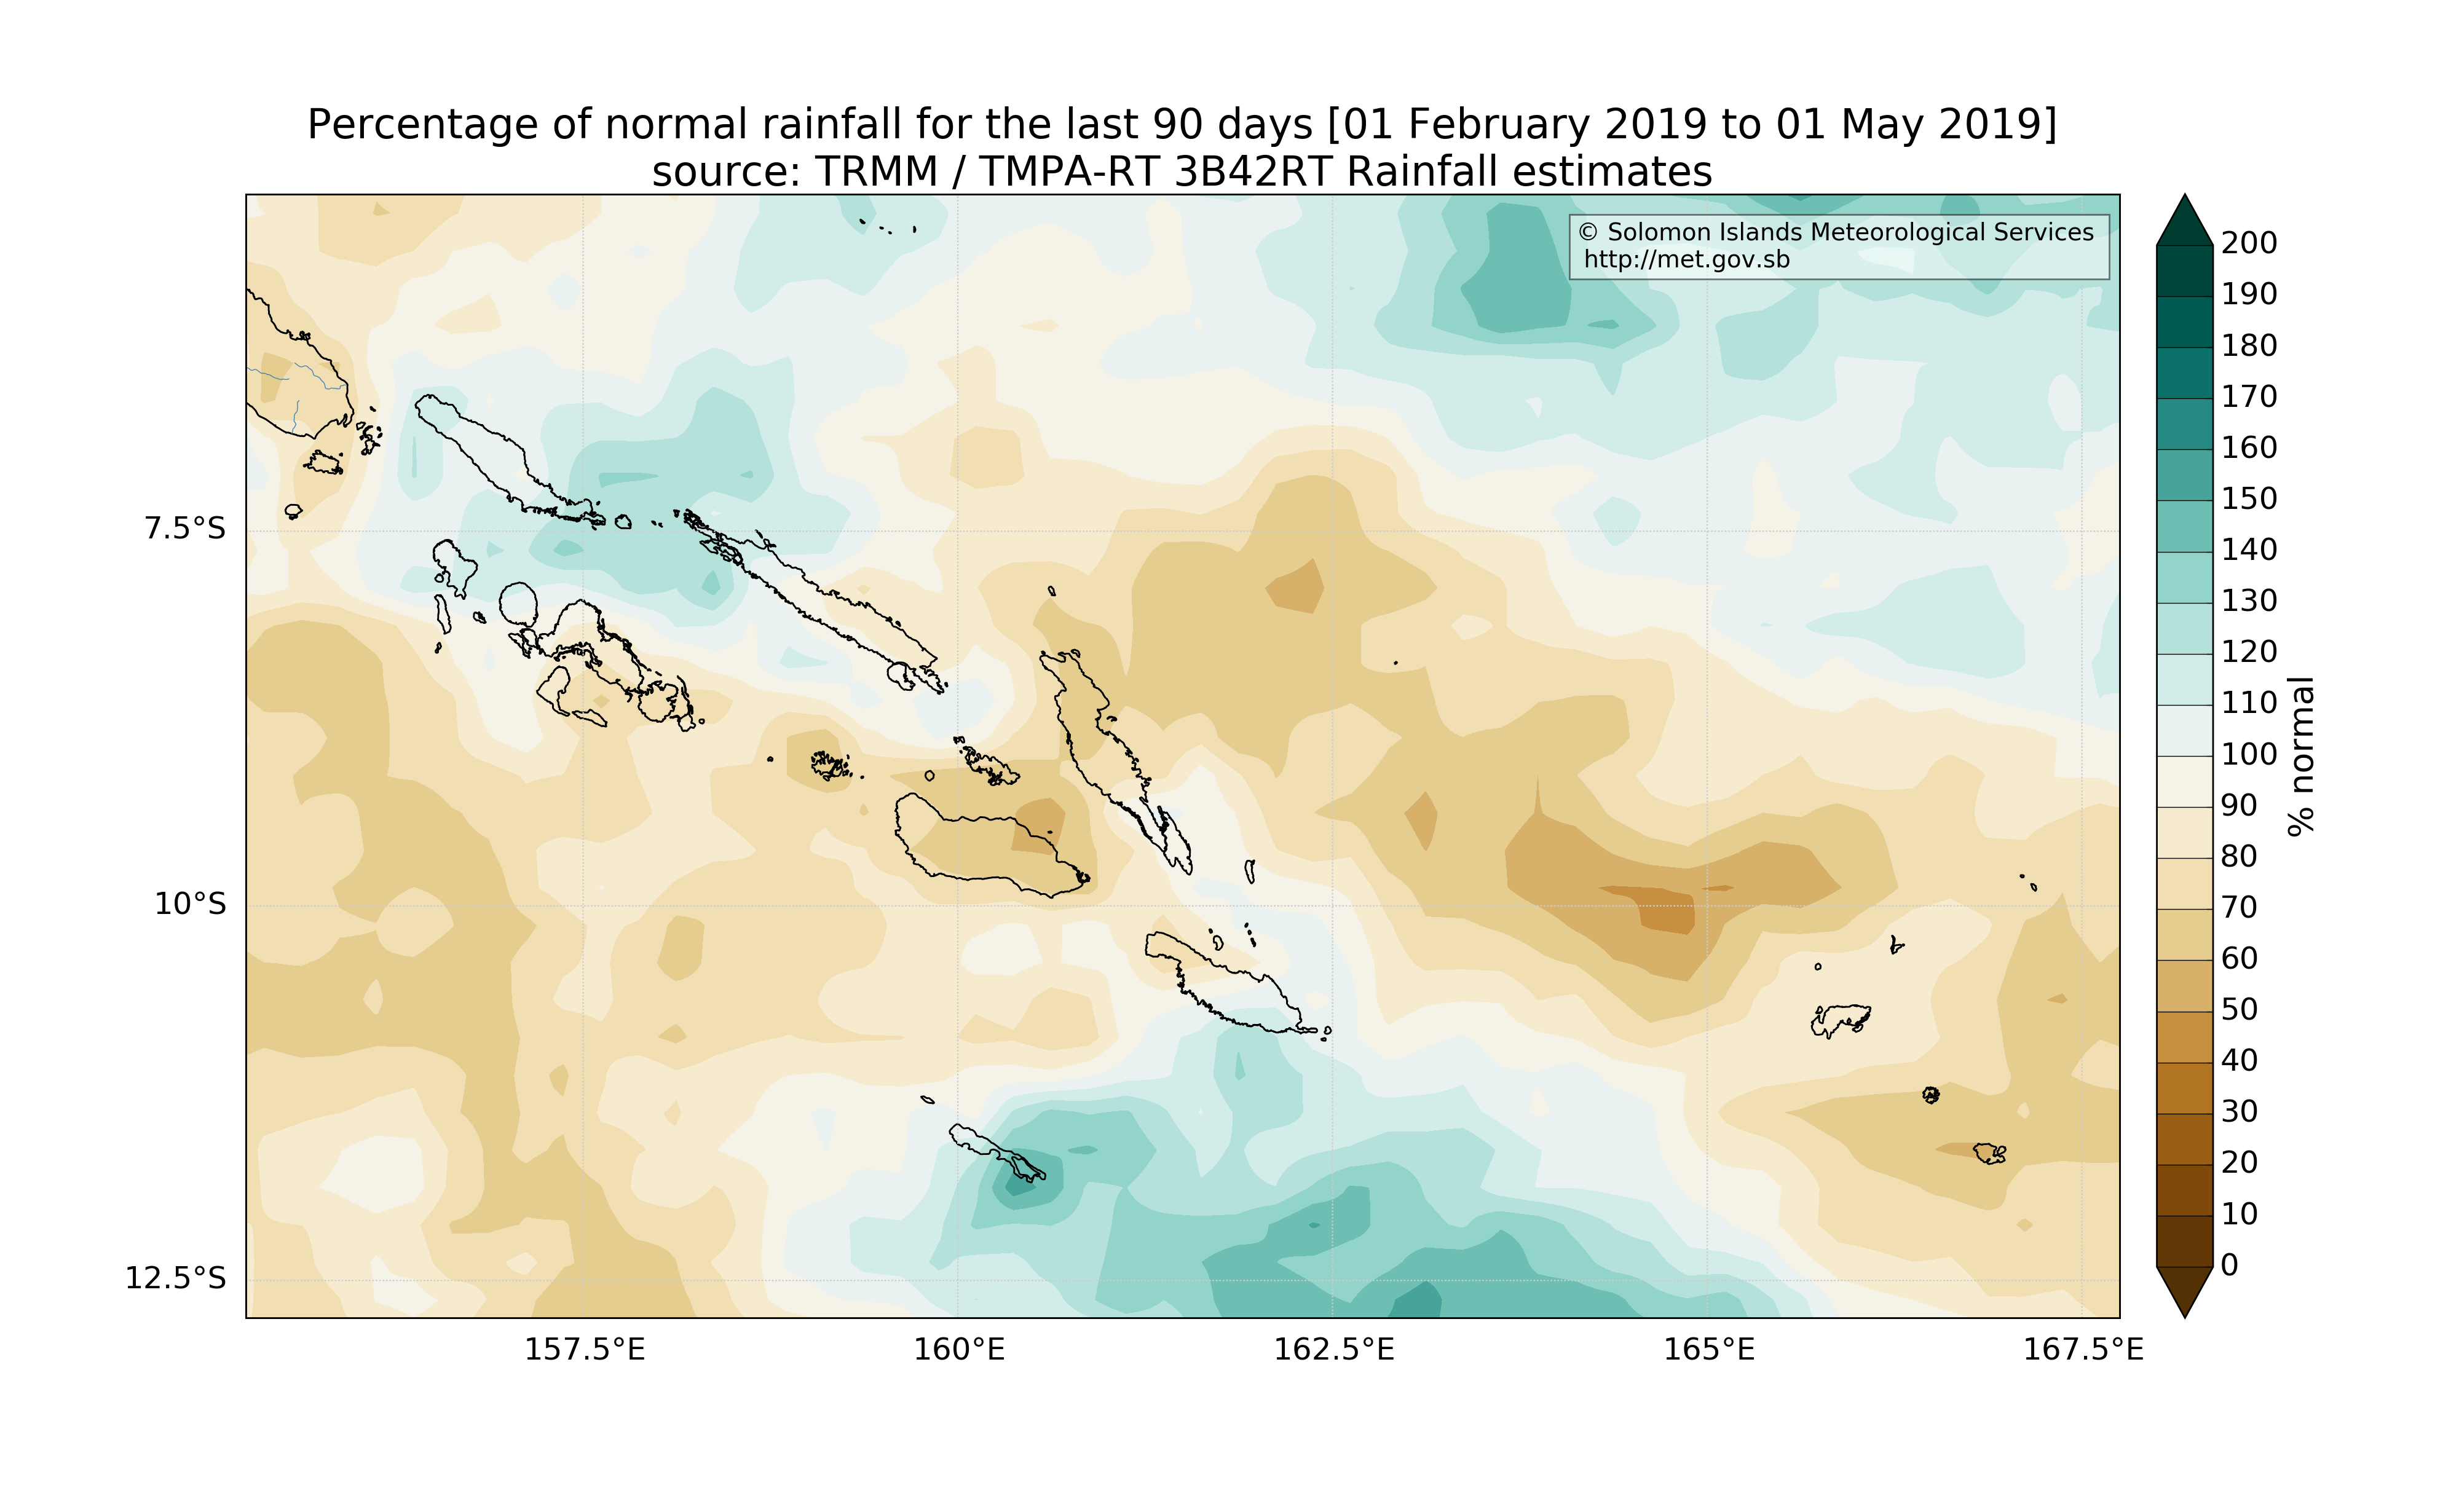 Percentage of normal rainfall for the last 90 days [01 February 2019 to 01 May 2019]
source: TRMM / TMPA-RT 3B42RT Rainfall estimates
© Solomon Islands Meteorological Services
http://met.gov.sb
7.5°S
10°S
12.5°S
157.5°E
160°E
162.5°E
165°E
167.5°E
200
190
180
170
160
150
140
130
120
110
100
90
80
70
60
50
40
30
20
10
0
% normal